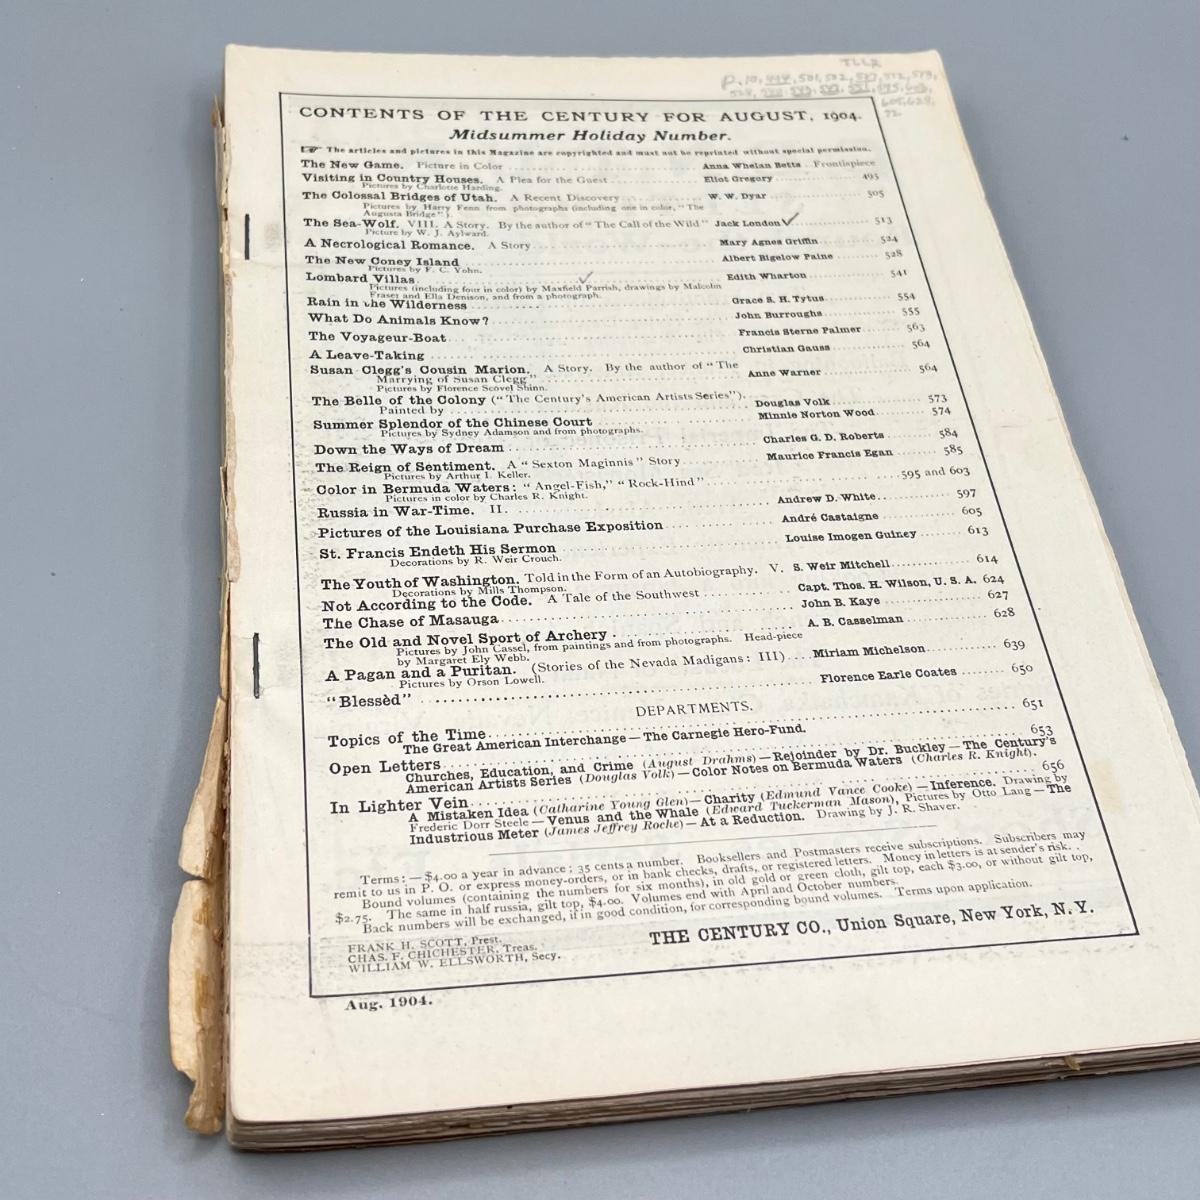 TLLR
CONTENTS OF THE CENTURY FOR AUGUST, 1904.
Midsummer Holiday Number.
☞ The articles and pictures in this Magazine are copyrighted and must not be reprinted without special permission.
The New Game. Picture in Color Anna Whelan Betts Frontispiece
Visiting in Country Houses. A Plea for the Guest Eliot Gregory 493
Pictures by Charlotte Harding.
The Colossal Bridges of Utah. A Recent Discovery W. W. Dyar 505
Pictures by Harry Fenn from photographs (including one in color, "The
Augusta Bridge").
The Sea-Wolf. VIII. A Story. By the author of "The Call of the Wild" Jack London 513
Picture by W. J. Aylward.
A Necrological Romance. A Story Mary Agnes Griffin 524
The New Coney Island Albert Bigelow Paine 528
Pictures by F. C. Yohn.
Lombard Villas Edith Wharton 541
Pictures (including four in color) by Maxfield Parrish, drawings by Malcolm
Fraser and Ella Denison, and from a photograph.
Rain in the Wilderness Grace S. H. Tytus 554
What Do Animals Know? John Burroughs 555
The Voyageur-Boat Francis Sterne Palmer 563
A Leave-Taking Christian Gauss 564
Susan Clegg's Cousin Marion. A Story. By the author of "The
Marrying of Susan Clegg" Anne Warner 564
Pictures by Florence Scovel Shinn.
The Belle of the Colony ("The Century's American Artists Series").
Painted by Douglas Volk 573
Summer Splendor of the Chinese Court Minnie Norton Wood 574
Pictures by Sydney Adamson and from photographs.
Down the Ways of Dream Charles G. D. Roberts 584
The Reign of Sentiment. A "Sexton Maginnis" Story Maurice Francis Egan 585
Pictures by Arthur I. Keller.
Color in Bermuda Waters: "Angel-Fish," "Rock-Hind" 595 and 603
Pictures in color by Charles R. Knight.
Russia in War-Time. II. Andrew D. White 597
Pictures of the Louisiana Purchase Exposition André Castaigne 605
St. Francis Endeth His Sermon Louise Imogen Guiney 613
Decorations by R. Weir Crouch.
The Youth of Washington. Told in the Form of an Autobiography. V. S. Weir Mitchell 614
Decorations by Mills Thompson.
Not According to the Code. A Tale of the Southwest Capt. Thos. H. Wilson, U. S. A. 624
The Chase of Masauga John B. Kaye 627
The Old and Novel Sport of Archery A. B. Casselman 628
Pictures by John Cassel, from paintings and from photographs. Head-piece
by Margaret Ely Webb.
A Pagan and a Puritan. (Stories of the Nevada Madigans: III) Miriam Michelson 639
Pictures by Orson Lowell.
"Blessèd" Florence Earle Coates 650
DEPARTMENTS.
Topics of the Time 651
The Great American Interchange—The Carnegie Hero-Fund.
Open Letters 653
Churches, Education, and Crime (August Drahms)—Rejoinder by Dr. Buckley—The Century's
American Artists Series (Douglas Volk)—Color Notes on Bermuda Waters (Charles R. Knight).
In Lighter Vein 656
A Mistaken Idea (Catharine Young Glen)—Charity (Edmund Vance Cooke)—Inference. Drawing by
Frederic Dorr Steele—Venus and the Whale (Edward Tuckerman Mason), Pictures by Otto Lang—The
Industrious Meter (James Jeffrey Roche)—At a Reduction. Drawing by J. R. Shaver.
Terms:—$4.00 a year in advance; 35 cents a number. Booksellers and Postmasters receive subscriptions. Subscribers may
remit to us in P. O. or express money-orders, or in bank checks, drafts, or registered letters. Money in letters is at sender's risk.
Bound volumes (containing the numbers for six months), in old gold or green cloth, gilt top, each $3.00, or without gilt top,
$2.75. The same in half russia, gilt top, $4.00. Volumes end with April and October numbers.
Back numbers will be exchanged, if in good condition, for corresponding bound volumes. Terms upon application.
FRANK H. SCOTT, Prest.
CHAS. F. CHICHESTER, Treas.
WILLIAM W. ELLSWORTH, Secy.
THE CENTURY CO., Union Square, New York, N. Y.
Aug. 1904.